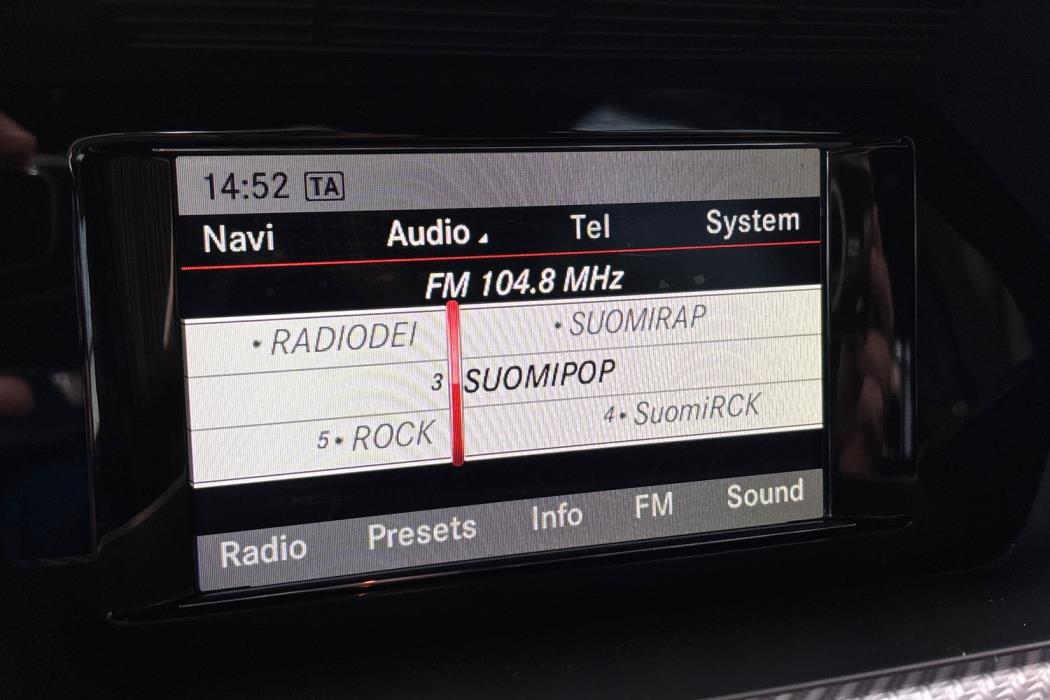 14:52 TA
Navi Audio Tel System
FM 104.8 MHz
• RADIODEI • SUOMIRAP
3 SUOMIPOP
5• ROCK 4• SuomiRCK
Radio Presets Info FM Sound